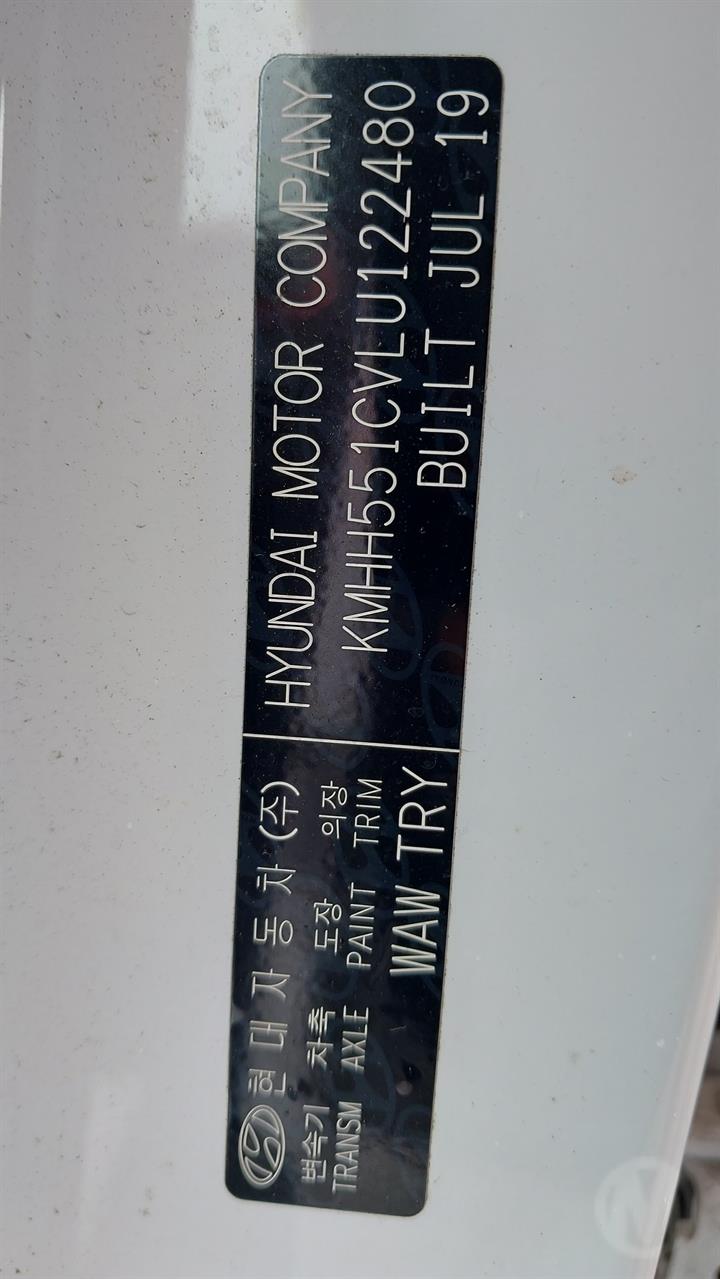 현대자동차(주)
변속기 차축 도장 의장
TRANSM AXLE PAINT TRIM
WAW TRY
HYUNDAI MOTOR COMPANY
KMHH551CVLU122480
BUILT JUL 19